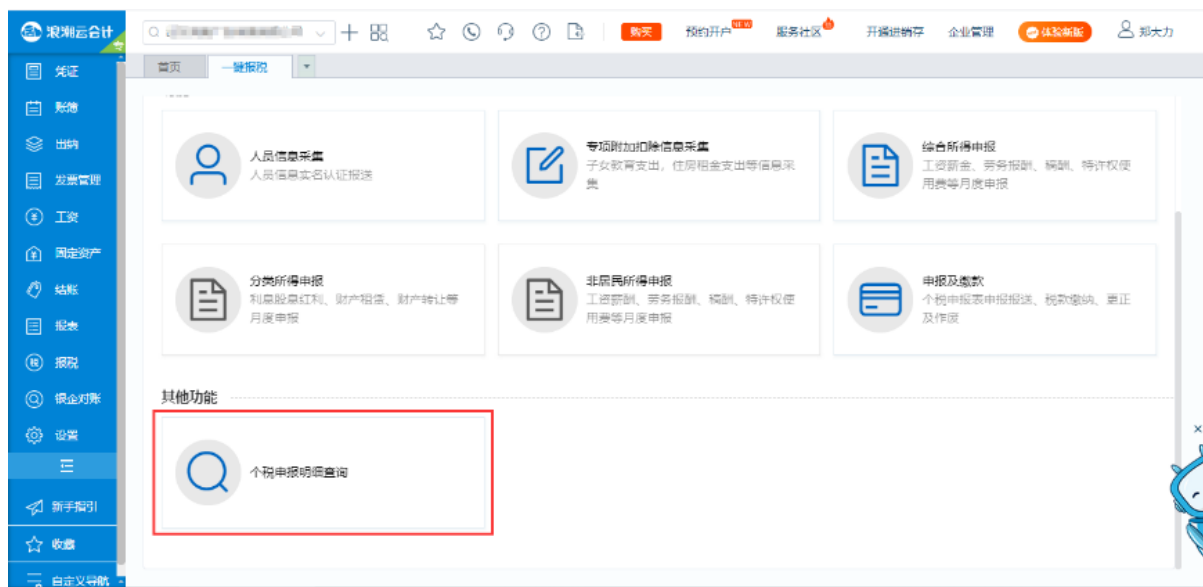 浪潮云会计
购买
预约开户NEW
服务社区
开通进销存
企业管理
体验新版
郑大力
首页
一键报税
凭证
账簿
出纳
发票管理
工资
固定资产
结账
报表
报税
银企对账
设置
新手指引
收藏
自定义导航
人员信息采集
人员信息实名认证报送
专项附加扣除信息采集
子女教育支出，住房租金支出等信息采
集
综合所得申报
工资薪金、劳务报酬、稿酬、特许权使
用费等月度申报
分类所得申报
利息股息红利、财产租赁、财产转让等
月度申报
非居民所得申报
工资薪酬、劳务报酬、稿酬、特许权使
用费等月度申报
申报及缴款
个税申报表申报报送、税款缴纳、更正
及作废
其他功能
个税申报明细查询